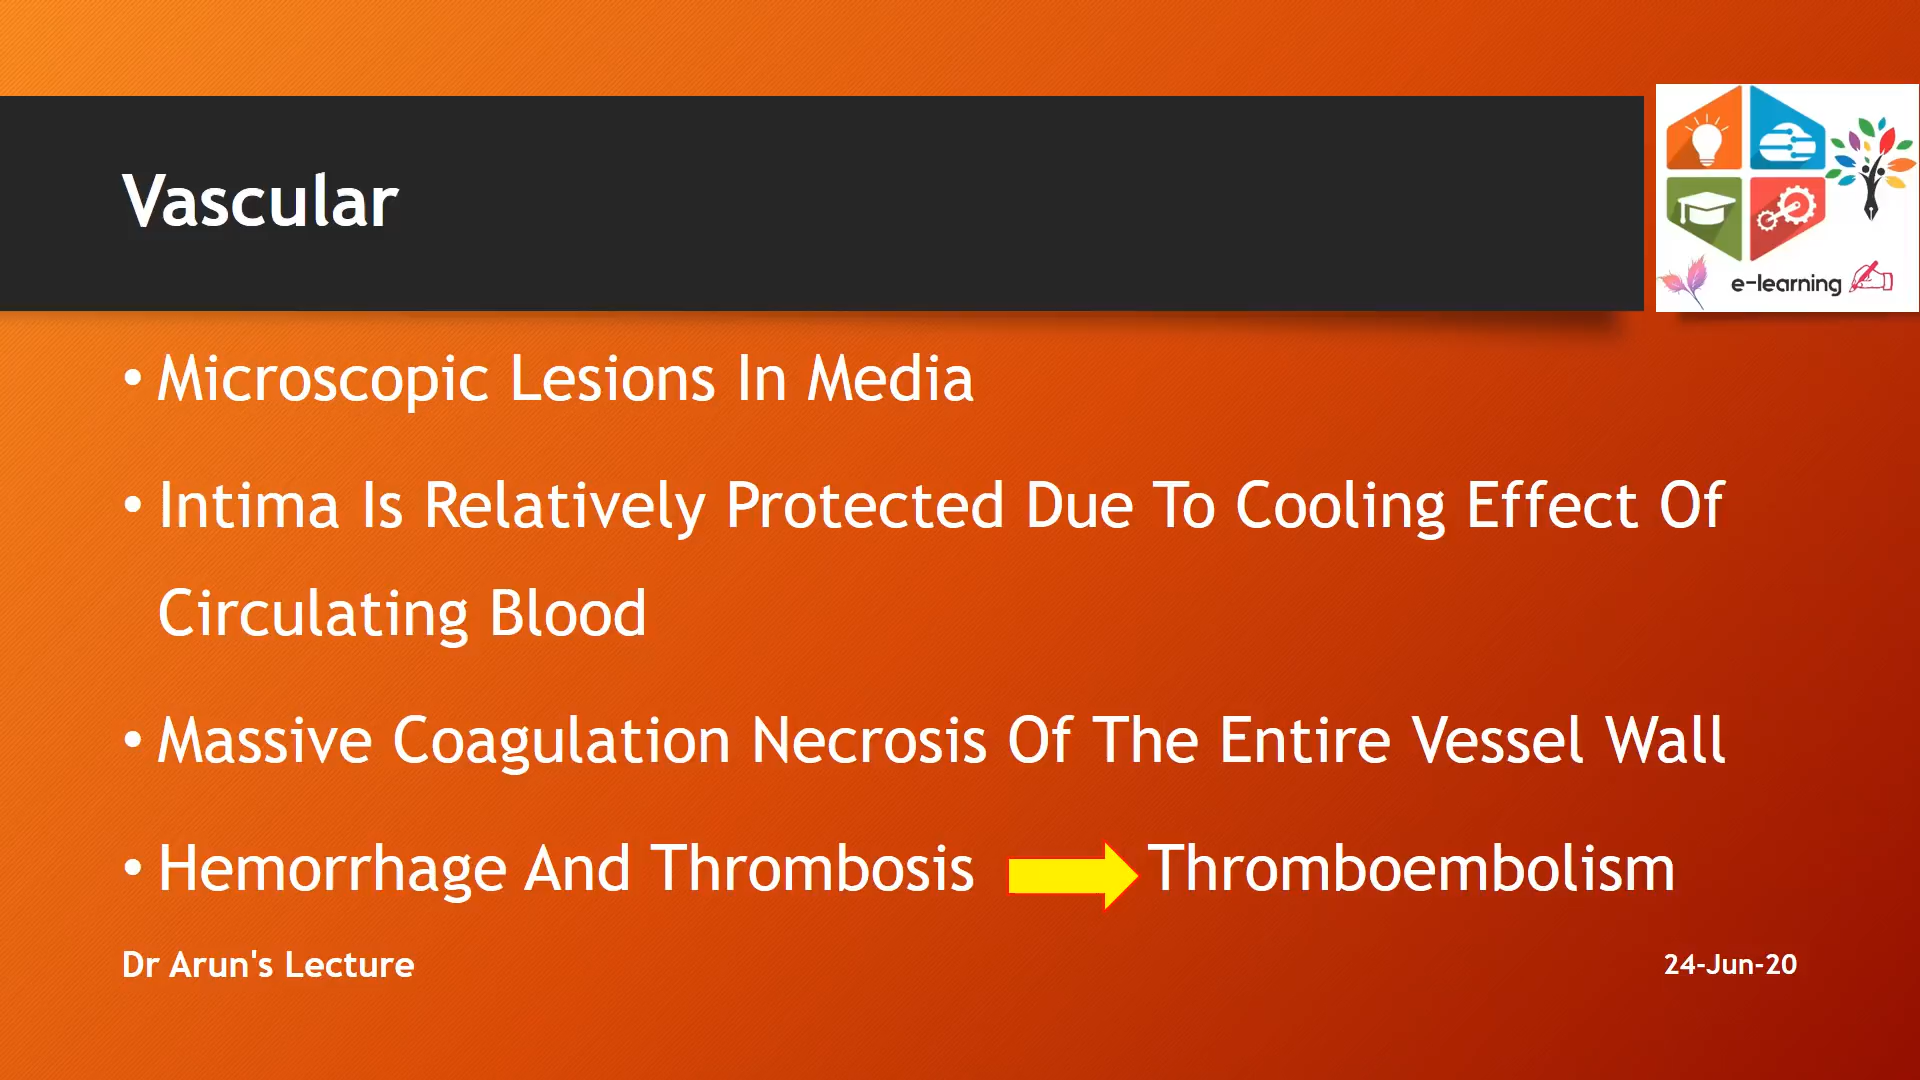 Vascular
e-learning
• Microscopic Lesions In Media
• Intima Is Relatively Protected Due To Cooling Effect Of
Circulating Blood
• Massive Coagulation Necrosis Of The Entire Vessel Wall
• Hemorrhage And Thrombosis Thromboembolism
Dr Arun's Lecture
24-Jun-20